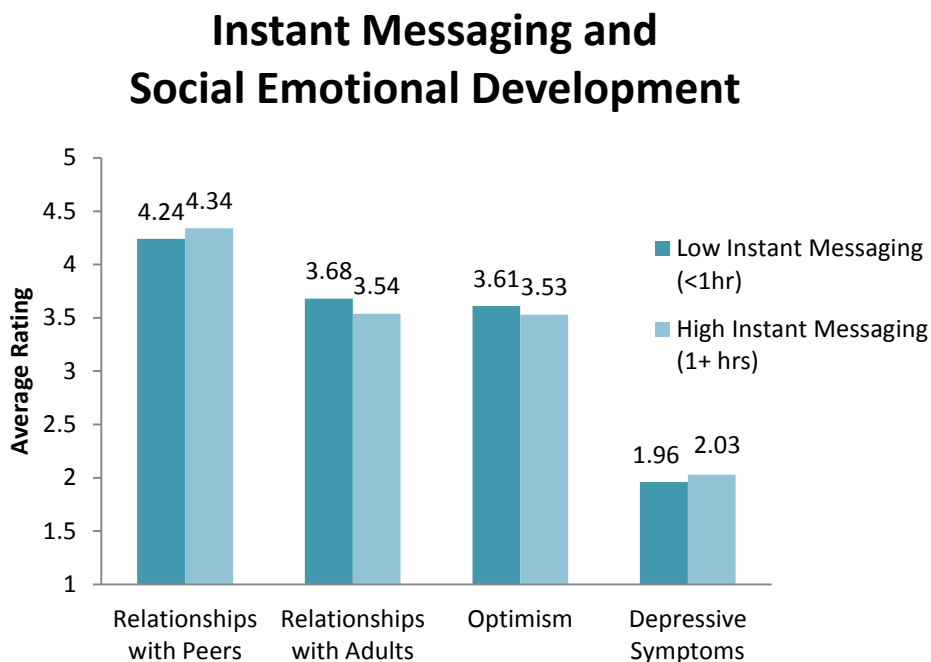 Instant Messaging and
Social Emotional Development
5
4.5
4
3.5
3
2.5
2
1.5
1
Average Rating
4.24 4.34
3.68 3.54
3.61 3.53
1.96 2.03
Relationships
with Peers
Relationships
with Adults
Optimism
Depressive
Symptoms
Low Instant Messaging
(<1hr)
High Instant Messaging
(1+ hrs)